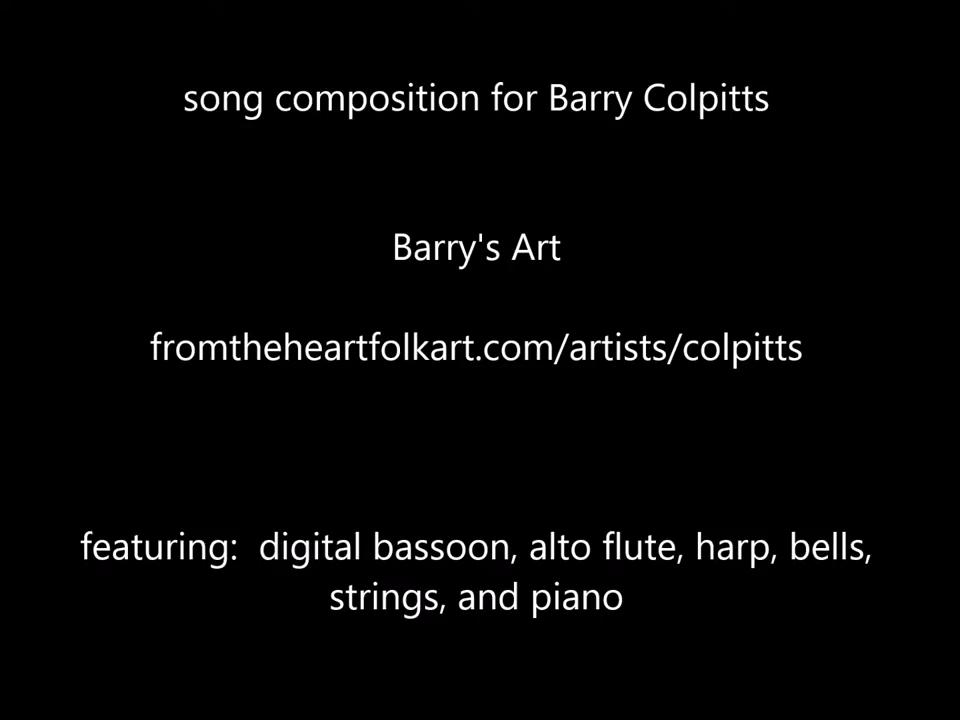 song composition for Barry Colpitts
Barry's Art
fromtheheartfolkart.com/artists/colpitts
featuring:  digital bassoon, alto flute, harp, bells,
strings, and piano